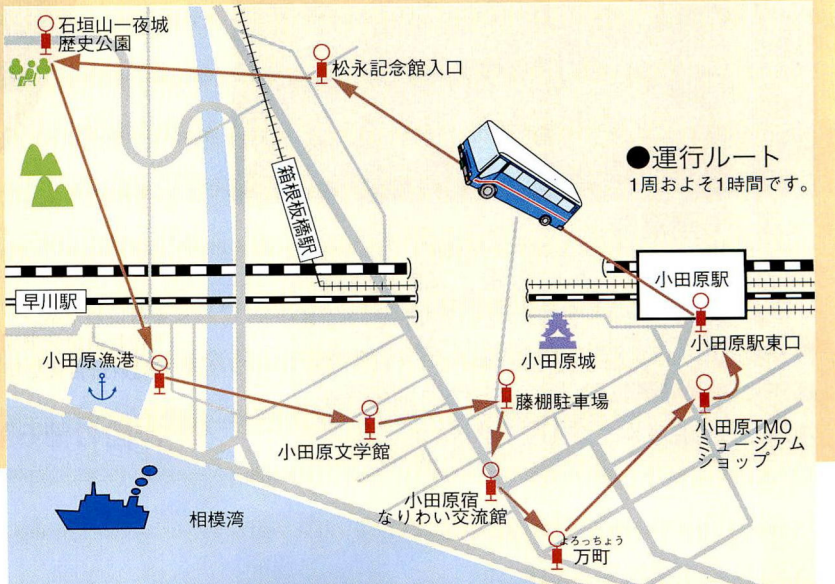 石垣山一夜城
歴史公園
松永記念館入口
●運行ルート
1周およそ1時間です。
箱根板橋駅
小田原駅
早川駅
小田原駅東口
小田原漁港
小田原城
藤棚駐車場
小田原TMO
ミュージアム
ショップ
小田原文学館
小田原宿
なりわい交流館
相模湾
よろっちょう
万町